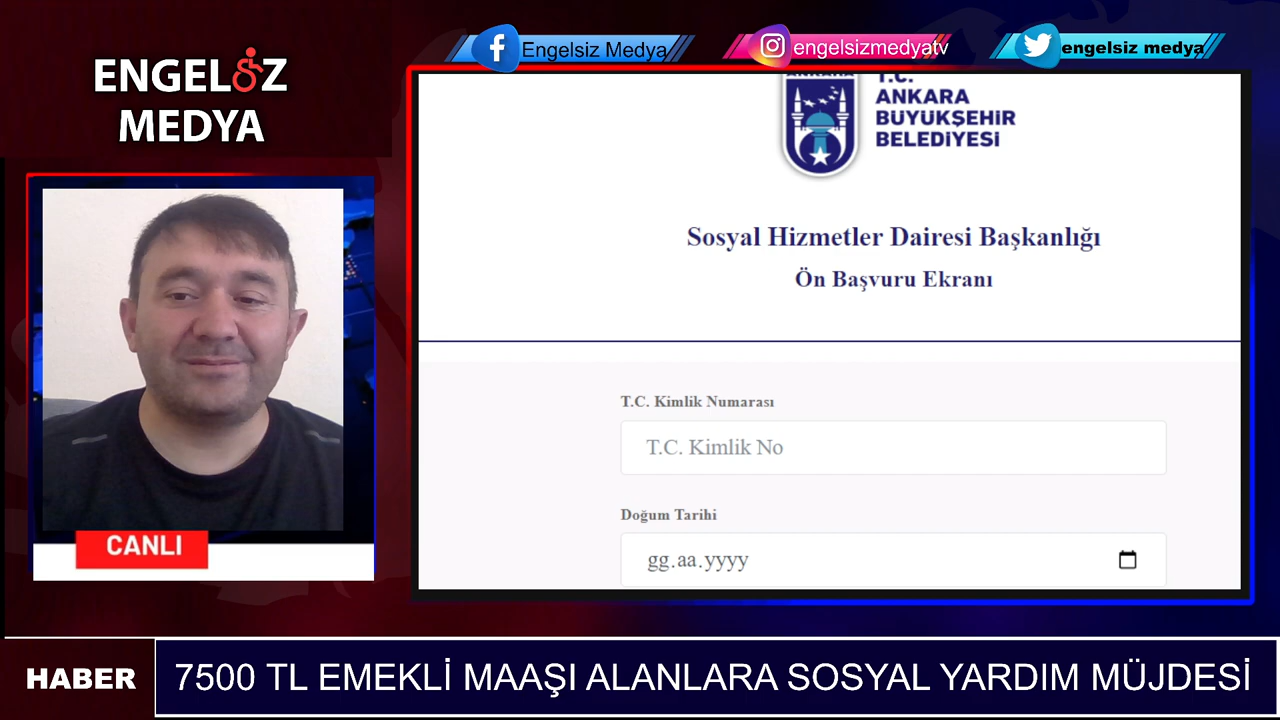 ENGELSİZ
MEDYA
Engelsiz Medya
engelsizmedyatv
engelsiz medya
T.C.
ANKARA
BÜYÜKŞEHİR
BELEDİYESİ
Sosyal Hizmetler Dairesi Başkanlığı
Ön Başvuru Ekranı
T.C. Kimlik Numarası
T.C. Kimlik No
Doğum Tarihi
gg.aa.yyyy
CANLI
HABER
7500 TL EMEKLİ MAAŞI ALANLARA SOSYAL YARDIM MÜJDESİ